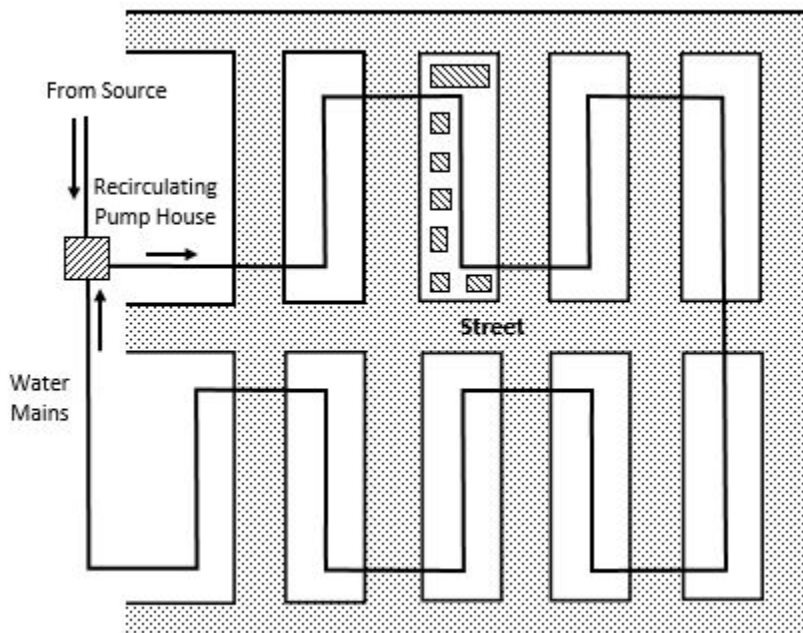 From Source
Recirculating
Pump House
Street
Water
Mains